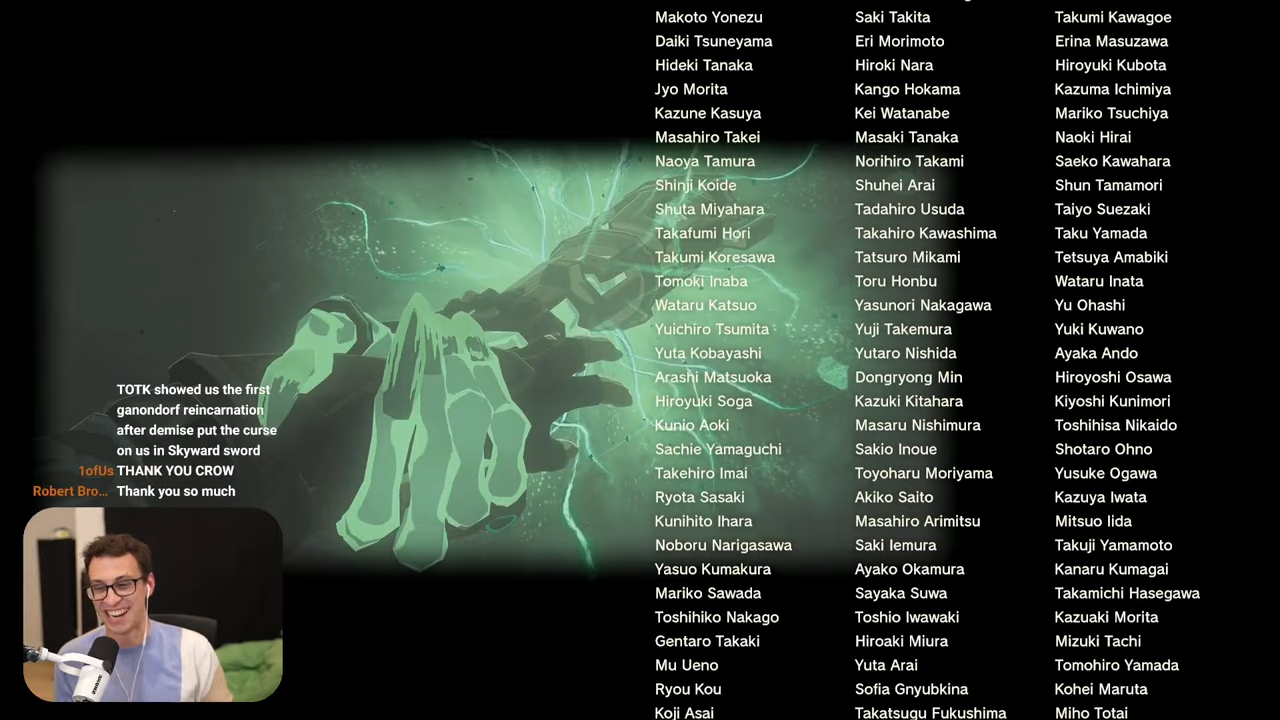 Makoto Yonezu Saki Takita Takumi Kawagoe
Daiki Tsuneyama Eri Morimoto Erina Masuzawa
Hideki Tanaka Hiroki Nara Hiroyuki Kubota
Jyo Morita Kango Hokama Kazuma Ichimiya
Kazune Kasuya Kei Watanabe Mariko Tsuchiya
Masahiro Takei Masaki Tanaka Naoki Hirai
Naoya Tamura Norihiro Takami Saeko Kawahara
Shinji Koide Shuhei Arai Shun Tamamori
Shuta Miyahara Tadahiro Usuda Taiyo Suezaki
Takafumi Hori Takahiro Kawashima Taku Yamada
Takumi Koresawa Tatsuro Mikami Tetsuya Amabiki
Tomoki Inaba Toru Honbu Wataru Inata
Wataru Katsuo Yasunori Nakagawa Yu Ohashi
Yuichiro Tsumita Yuji Takemura Yuki Kuwano
Yuta Kobayashi Yutaro Nishida Ayaka Ando
Arashi Matsuoka Dongryong Min Hiroyoshi Osawa
Hiroyuki Soga Kazuki Kitahara Kiyoshi Kunimori
Kunio Aoki Masaru Nishimura Toshihisa Nikaido
Sachie Yamaguchi Sakio Inoue Shotaro Ohno
Takehiro Imai Toyoharu Moriyama Yusuke Ogawa
Ryota Sasaki Akiko Saito Kazuya Iwata
Kunihito Ihara Masahiro Arimitsu Mitsuo Iida
Noboru Narigasawa Saki Iemura Takuji Yamamoto
Yasuo Kumakura Ayako Okamura Kanaru Kumagai
Mariko Sawada Sayaka Suwa Takamichi Hasegawa
Toshihiko Nakago Toshio Iwawaki Kazuaki Morita
Gentaro Takaki Hiroaki Miura Mizuki Tachi
Mu Ueno Yuta Arai Tomohiro Yamada
Ryou Kou Sofia Gnyubkina Kohei Maruta
Koji Asai Takatsugu Fukushima Miho Totai
TOTK showed us the first
ganondorf reincarnation
after demise put the curse
on us in Skyward sword
1ofUs THANK YOU CROW
Robert Bro... Thank you so much